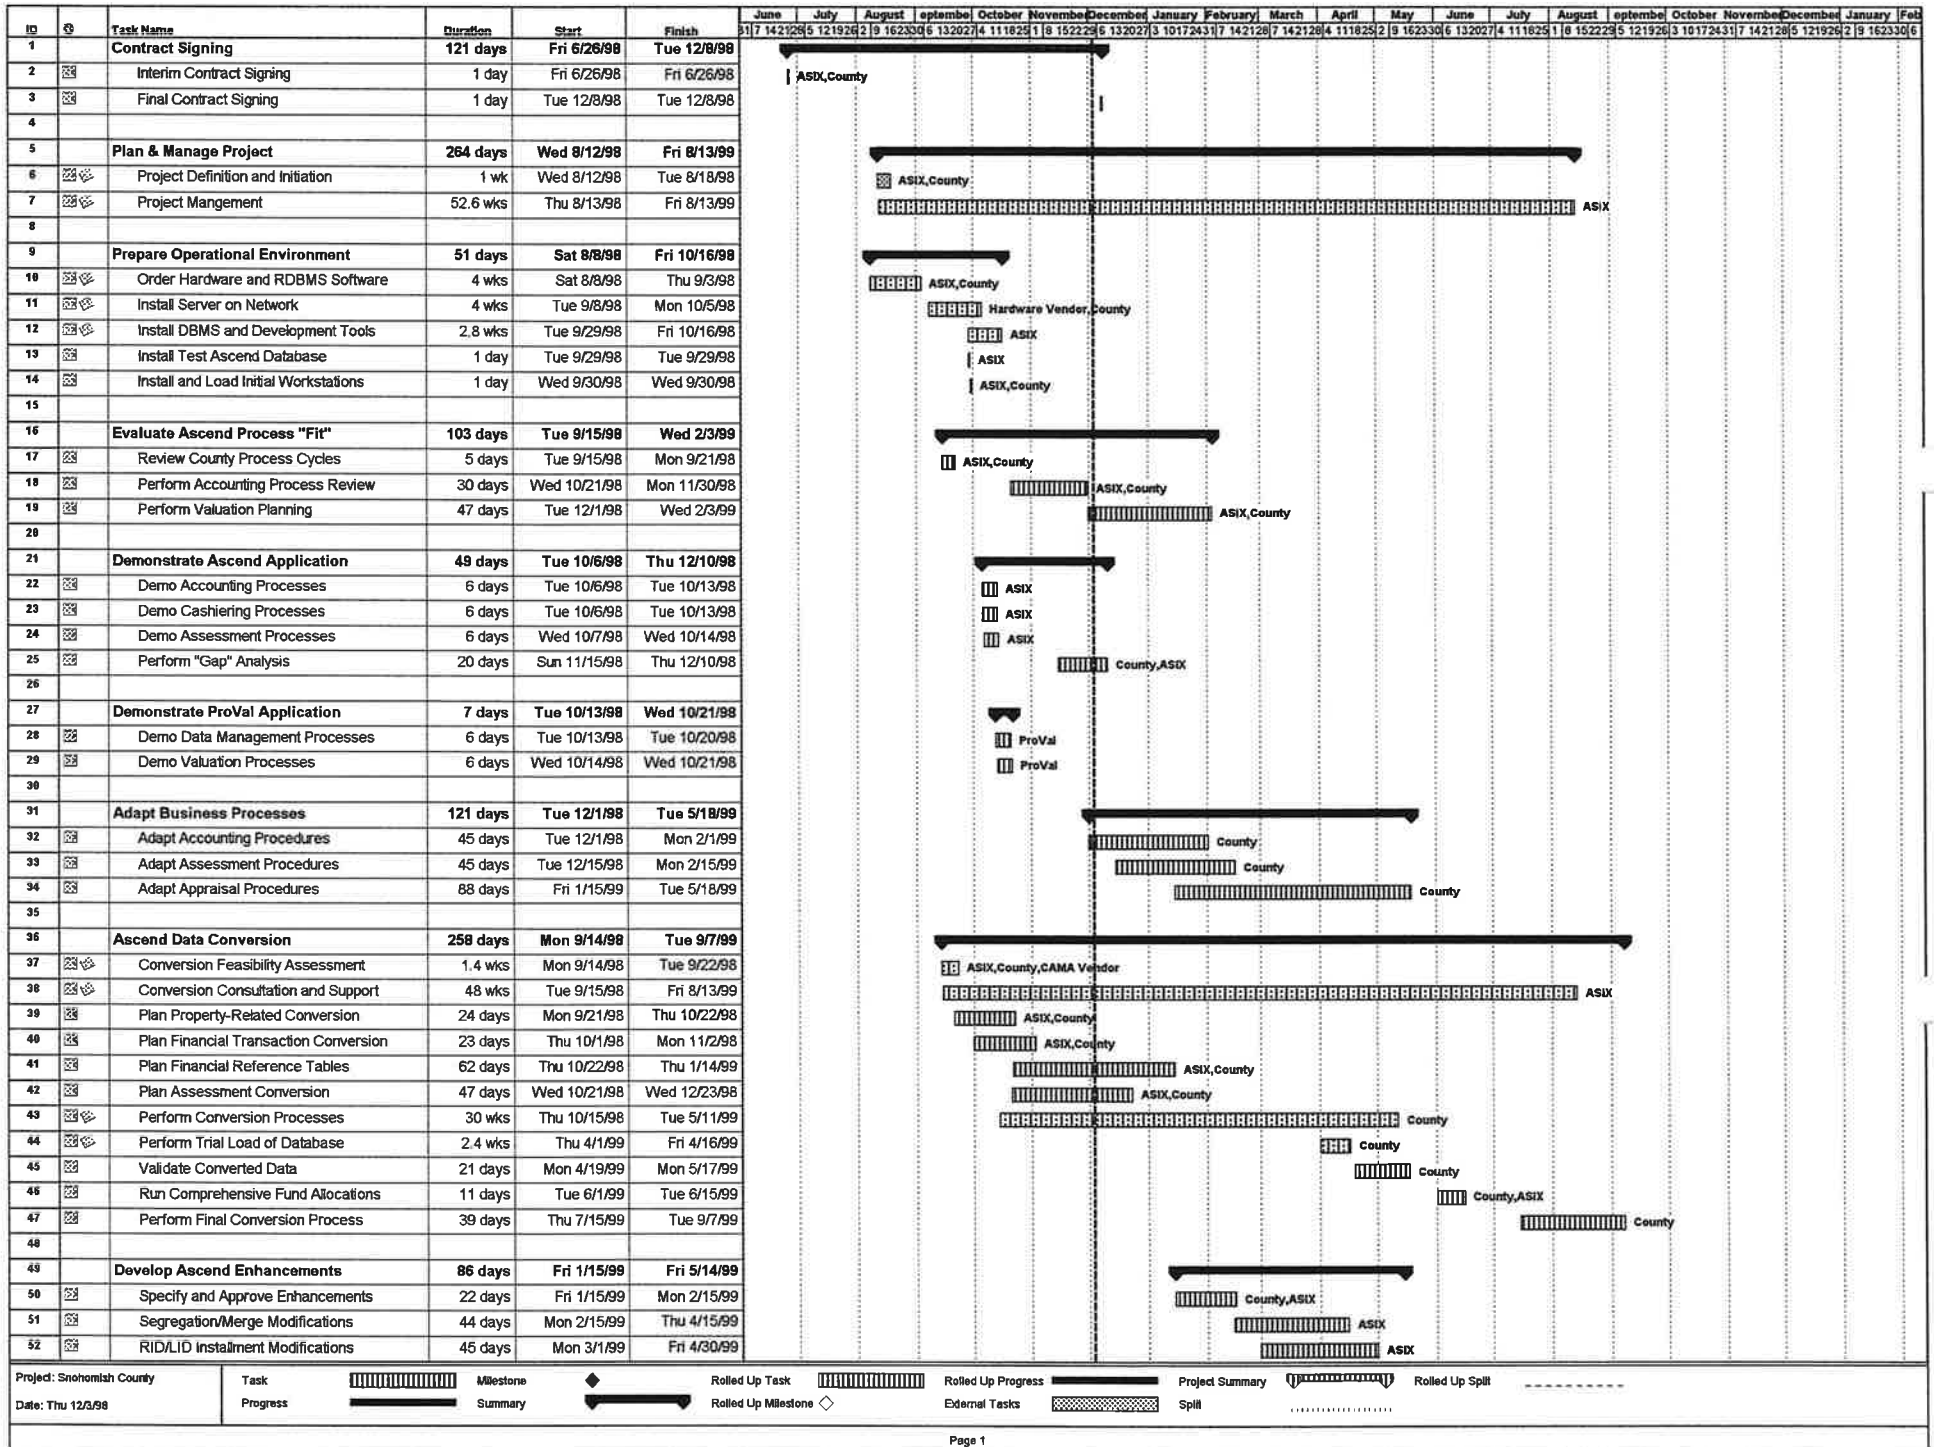 June July August eptembe October November December January February March April May June July August eptembe October November December January Feb
ID Task Name Duration Start Finish
1 Contract Signing 121 days Fri 6/26/98 Tue 12/8/98
2 Interim Contract Signing 1 day Fri 6/26/98 Fri 6/26/98 ASIX,County
3 Final Contract Signing 1 day Tue 12/8/98 Tue 12/8/98
4
5 Plan & Manage Project 264 days Wed 8/12/98 Fri 8/13/99
6 Project Definition and Initiation 1 wk Wed 8/12/98 Tue 8/18/98 ASIX,County
7 Project Mangement 52.6 wks Thu 8/13/98 Fri 8/13/99 ASIX
8
9 Prepare Operational Environment 51 days Sat 8/8/98 Fri 10/16/98
10 Order Hardware and RDBMS Software 4 wks Sat 8/8/98 Thu 9/3/98 ASIX,County
11 Install Server on Network 4 wks Tue 9/8/98 Mon 10/5/98 Hardware Vendor,County
12 Install DBMS and Development Tools 2.8 wks Tue 9/29/98 Fri 10/16/98 ASIX
13 Install Test Ascend Database 1 day Tue 9/29/98 Tue 9/29/98 ASIX
14 Install and Load Initial Workstations 1 day Wed 9/30/98 Wed 9/30/98 ASIX,County
15
16 Evaluate Ascend Process "Fit" 103 days Tue 9/15/98 Wed 2/3/99
17 Review County Process Cycles 5 days Tue 9/15/98 Mon 9/21/98 ASIX,County
18 Perform Accounting Process Review 30 days Wed 10/21/98 Mon 11/30/98 ASIX,County
19 Perform Valuation Planning 47 days Tue 12/1/98 Wed 2/3/99 ASIX,County
20
21 Demonstrate Ascend Application 49 days Tue 10/6/98 Thu 12/10/98
22 Demo Accounting Processes 6 days Tue 10/6/98 Tue 10/13/98 ASIX
23 Demo Cashiering Processes 6 days Tue 10/6/98 Tue 10/13/98 ASIX
24 Demo Assessment Processes 6 days Wed 10/7/98 Wed 10/14/98 ASIX
25 Perform "Gap" Analysis 20 days Sun 11/15/98 Thu 12/10/98 County,ASIX
26
27 Demonstrate ProVal Application 7 days Tue 10/13/98 Wed 10/21/98
28 Demo Data Management Processes 6 days Tue 10/13/98 Tue 10/20/98 ProVal
29 Demo Valuation Processes 6 days Wed 10/14/98 Wed 10/21/98 ProVal
30
31 Adapt Business Processes 121 days Tue 12/1/98 Tue 5/18/99
32 Adapt Accounting Procedures 45 days Tue 12/1/98 Mon 2/1/99 County
33 Adapt Assessment Procedures 45 days Tue 12/15/98 Mon 2/15/99 County
34 Adapt Appraisal Procedures 88 days Fri 1/15/99 Tue 5/18/99 County
35
36 Ascend Data Conversion 258 days Mon 9/14/98 Tue 9/7/99
37 Conversion Feasibility Assessment 1.4 wks Mon 9/14/98 Tue 9/22/98 ASIX,County,CAMA Vendor
38 Conversion Consultation and Support 48 wks Tue 9/15/98 Fri 8/13/99 ASIX
39 Plan Property-Related Conversion 24 days Mon 9/21/98 Thu 10/22/98 ASIX,County
40 Plan Financial Transaction Conversion 23 days Thu 10/1/98 Mon 11/2/98 ASIX,County
41 Plan Financial Reference Tables 62 days Thu 10/22/98 Thu 1/14/99 ASIX,County
42 Plan Assessment Conversion 47 days Wed 10/21/98 Wed 12/23/98 ASIX,County
43 Perform Conversion Processes 30 wks Thu 10/15/98 Tue 5/11/99 County
44 Perform Trial Load of Database 2.4 wks Thu 4/1/99 Fri 4/16/99 County
45 Validate Converted Data 21 days Mon 4/19/99 Mon 5/17/99 County
46 Run Comprehensive Fund Allocations 11 days Tue 6/1/99 Tue 6/15/99 County,ASIX
47 Perform Final Conversion Process 39 days Thu 7/15/99 Tue 9/7/99 County
48
49 Develop Ascend Enhancements 86 days Fri 1/15/99 Fri 5/14/99
50 Specify and Approve Enhancements 22 days Fri 1/15/99 Mon 2/15/99 County,ASIX
51 Segregation/Merge Modifications 44 days Mon 2/15/99 Thu 4/15/99 ASIX
52 RID/LID Installment Modifications 45 days Mon 3/1/99 Fri 4/30/99 ASIX
Project: Snohomish County Task Milestone Rolled Up Task Rolled Up Progress Project Summary Rolled Up Split
Date: Thu 12/3/98 Progress Summary Rolled Up Milestone External Tasks Split
Page 1